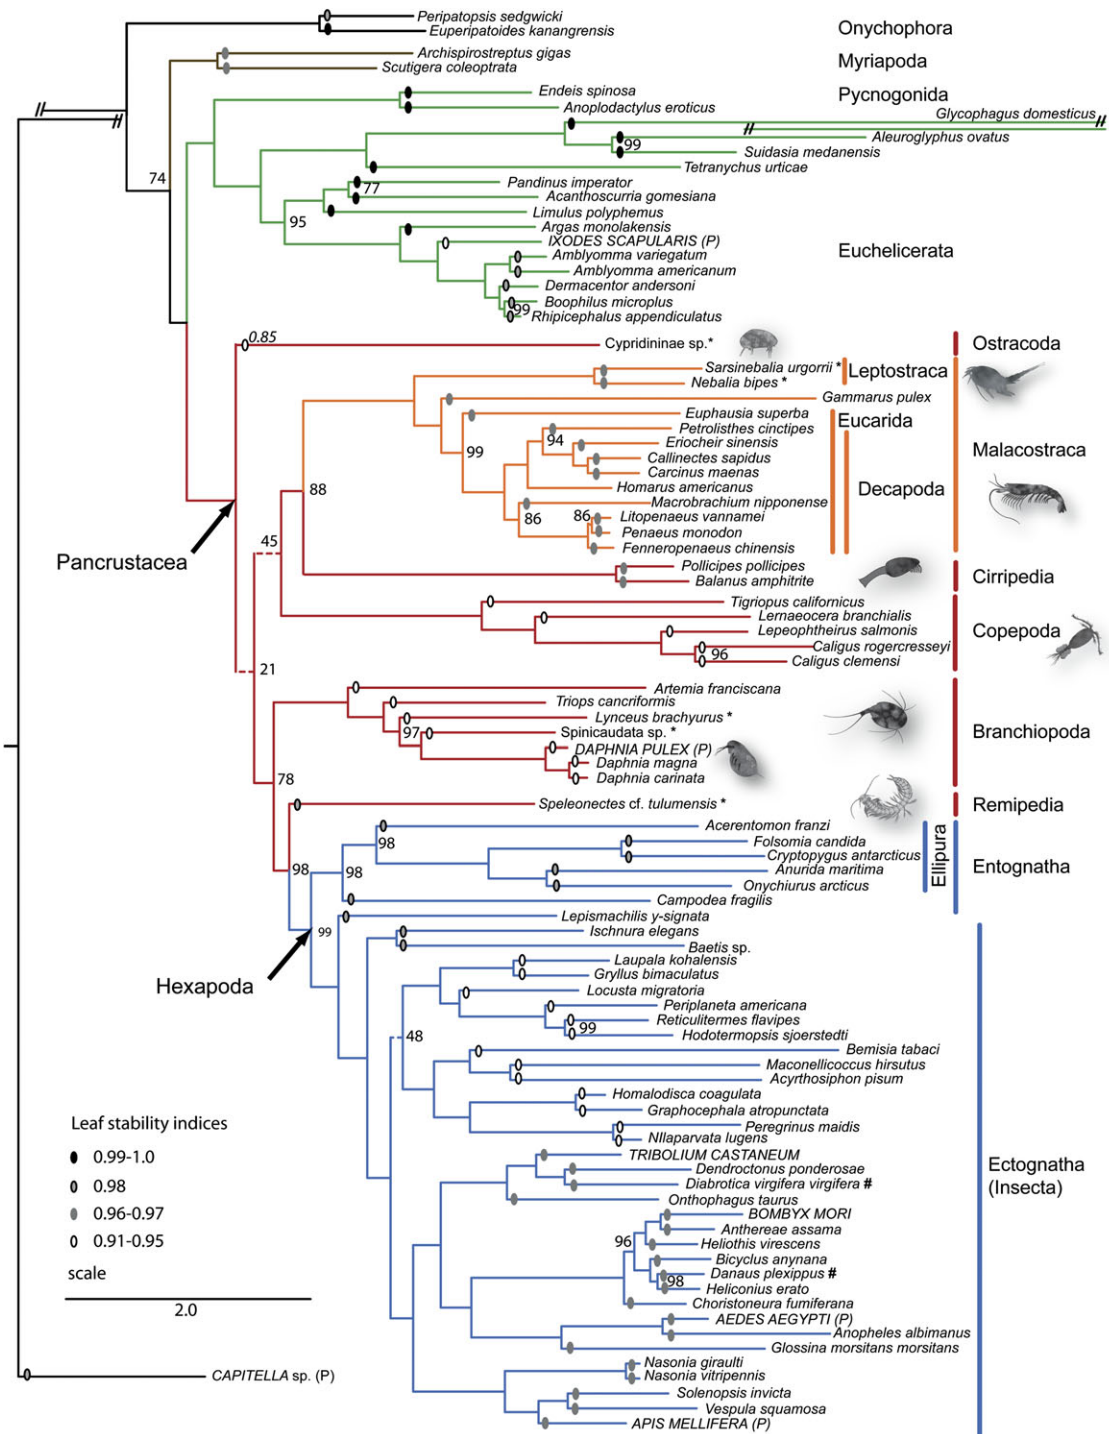 Peripatopsis sedgwicki
Euperipatoides kanangrensis
Onychophora
Archispirostreptus gigas
Scutigera coleoptrata
Myriapoda
Endeis spinosa
Anoplodactylus eroticus
Pycnogonida
Glycophagus domesticus
Aleuroglyphus ovatus
99
Suidasia medanensis
Tetranychus urticae
74
Pandinus imperator
77
Acanthoscurria gomesiana
Limulus polyphemus
95
Argas monolakensis
IXODES SCAPULARIS (P)
Amblyomma variegatum
Amblyomma americanum
Dermacentor andersoni
Boophilus microplus
99
Rhipicephalus appendiculatus
Euchelicerata
0.85
Cypridininae sp.*
Ostracoda
Sarsinebalia urgorrii *
Nebalia bipes *
Leptostraca
Gammarus pulex
Euphausia superba
Eucarida
Petrolisthes cinctipes
94
Eriocheir sinensis
99
Callinectes sapidus
Carcinus maenas
Homarus americanus
Decapoda
Malacostraca
88
Macrobrachium nipponense
86
86
Litopenaeus vannamei
Penaeus monodon
Fenneropenaeus chinensis
45
Pancrustacea
Pollicipes pollicipes
Balanus amphitrite
Cirripedia
Tigriopus californicus
Lernaeocera branchialis
Lepeophtheirus salmonis
Caligus rogercresseyi
96
Caligus clemensi
Copepoda
21
Artemia franciscana
Triops cancriformis
Lynceus brachyurus *
97
Spinicaudata sp. *
DAPHNIA PULEX (P)
Daphnia magna
Daphnia carinata
Branchiopoda
78
Speleonectes cf. tulumensis *
Remipedia
Acerentomon franzi
98
Folsomia candida
Cryptopygus antarcticus
Anurida maritima
Onychiurus arcticus
Ellipura
Entognatha
98
98
Campodea fragilis
99
Lepismachilis y-signata
Ischnura elegans
Baetis sp.
Hexapoda
Laupala kohalensis
Gryllus bimaculatus
Locusta migratoria
Periplaneta americana
Reticulitermes flavipes
99
Hodotermopsis sjoerstedti
48
Bemisia tabaci
Maconellicoccus hirsutus
Acyrthosiphon pisum
Homalodisca coagulata
Graphocephala atropunctata
Peregrinus maidis
NIlaparvata lugens
TRIBOLIUM CASTANEUM
Dendroctonus ponderosae
Diabrotica virgifera virgifera #
Onthophagus taurus
Ectognatha
(Insecta)
BOMBYX MORI
Anthereae assama
96
Heliothis virescens
Bicyclus anynana
Danaus plexippus #
98
Heliconius erato
Choristoneura fumiferana
AEDES AEGYPTI (P)
Anopheles albimanus
Glossina morsitans morsitans
Nasonia giraulti
Nasonia vitripennis
Solenopsis invicta
Vespula squamosa
APIS MELLIFERA (P)
Leaf stability indices
0.99-1.0
0.98
0.96-0.97
0.91-0.95
scale
2.0
CAPITELLA sp. (P)